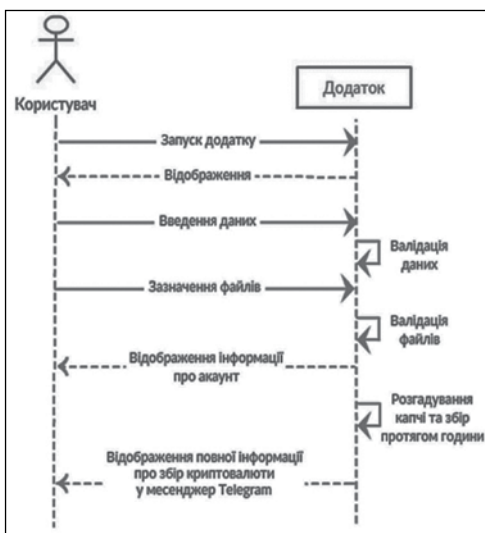 Користувач
Додаток
Запуск додатку
Відображення
Введення даних
Валідація
даних
Зазначення файлів
Валідація
файлів
Відображення інформації
про акаунт
Розгадування
капчі та збір
протягом години
Відображення повної інформації
про збір криптовалюти
у месенджер Telegram